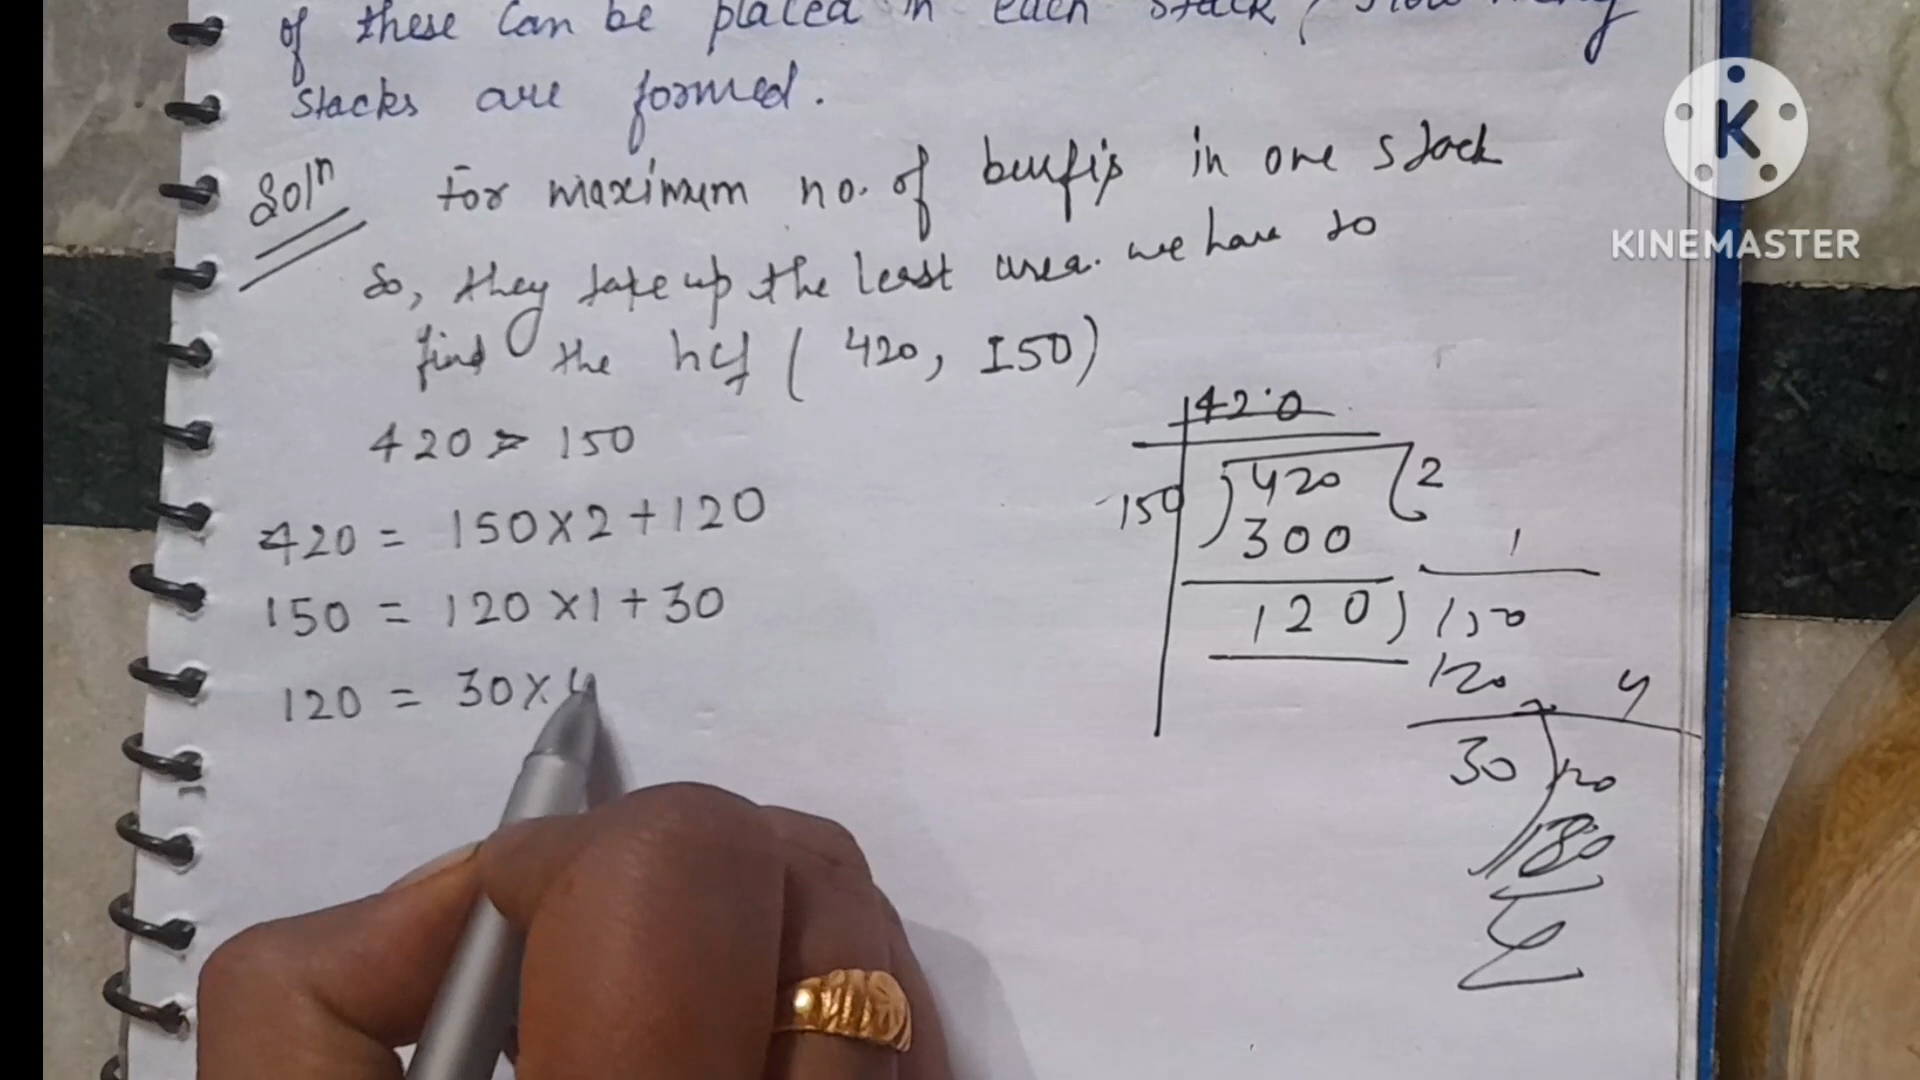 of these can be placed in each stack, How many
stacks are formed.
Soln For maximum no. of burfis in one stack
So, they take up the least area. we have to
find the hcf ( 420, 150)
420 > 150
420 = 150 × 2 + 120
150 = 120 × 1 + 30
120 = 30 × 4
420
150 ) 420 ( 2
300
1
120 ) 150
120
4
30 ) 120
K
KINEMASTER